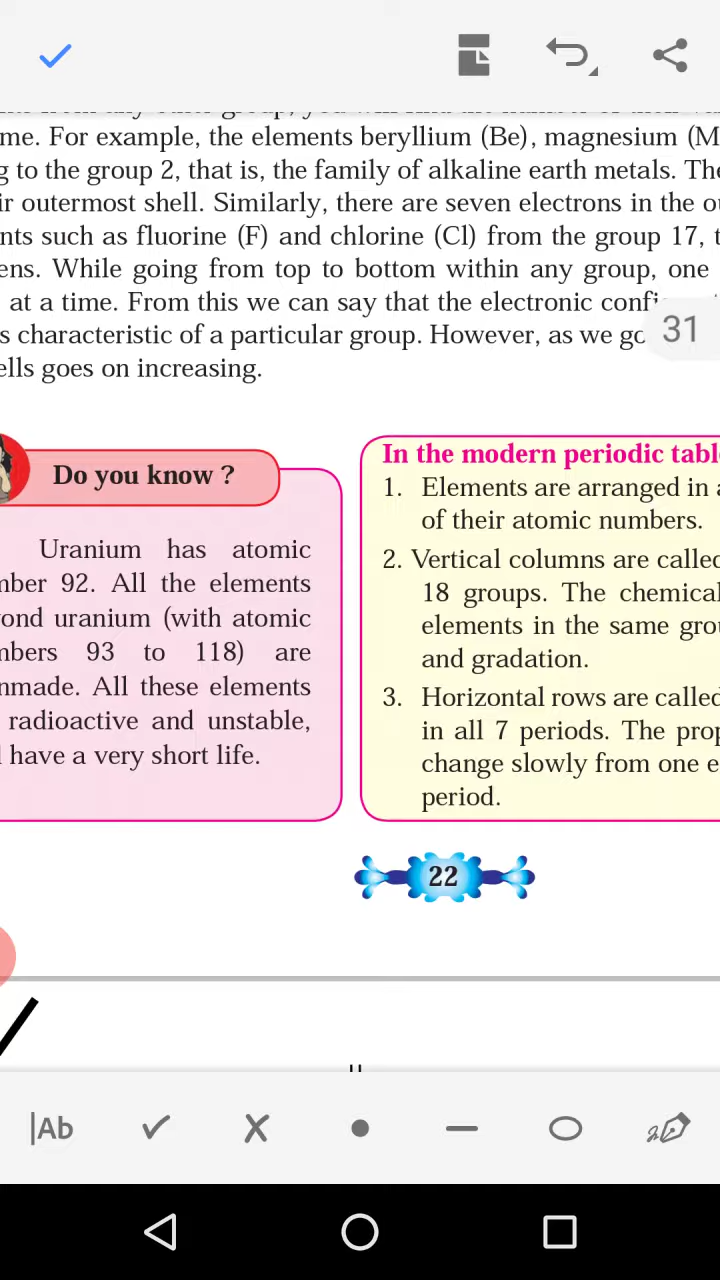 me. For example, the elements beryllium (Be), magnesium (M
g to the group 2, that is, the family of alkaline earth metals. The
ir outermost shell. Similarly, there are seven electrons in the ou
nts such as fluorine (F) and chlorine (Cl) from the group 17, t
ens. While going from top to bottom within any group, one
at a time. From this we can say that the electronic confi
s characteristic of a particular group. However, as we go
ells goes on increasing.
31
Do you know ?
Uranium has atomic
mber 92. All the elements
ond uranium (with atomic
mbers 93 to 118) are
nmade. All these elements
radioactive and unstable,
have a very short life.
In the modern periodic tabl
1. Elements are arranged in a
of their atomic numbers.
2. Vertical columns are called
18 groups. The chemical
elements in the same grou
and gradation.
3. Horizontal rows are called
in all 7 periods. The prop
change slowly from one e
period.
22
|Ab